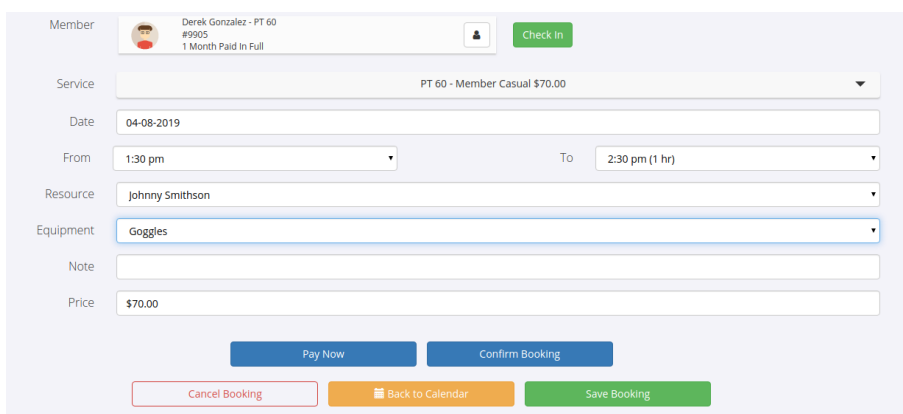 Member
Derek Gonzalez - PT 60
#9905
1 Month Paid In Full
Check In
Service
PT 60 - Member Casual $70.00
Date
04-08-2019
From
1:30 pm
To
2:30 pm (1 hr)
Resource
Johnny Smithson
Equipment
Goggles
Note
Price
$70.00
Pay Now
Confirm Booking
Cancel Booking
Back to Calendar
Save Booking